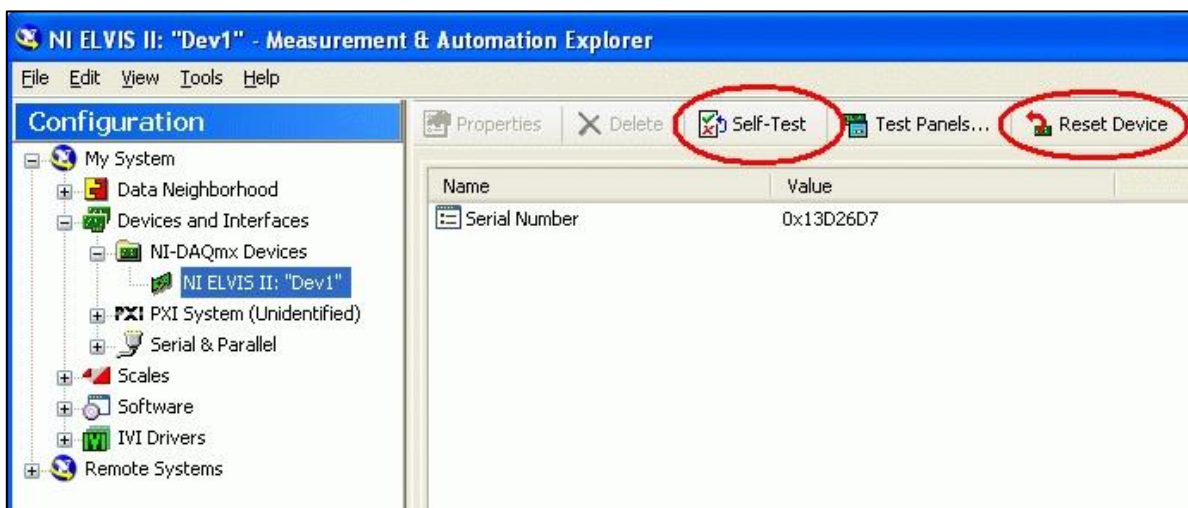 NI ELVIS II: "Dev1" - Measurement & Automation Explorer
File Edit View Tools Help
Configuration
Properties Delete Self-Test Test Panels... Reset Device
My System
Data Neighborhood
Devices and Interfaces
NI-DAQmx Devices
NI ELVIS II: "Dev1"
PXI PXI System (Unidentified)
Serial & Parallel
Scales
Software
IVI IVI Drivers
Remote Systems
Name Value
Serial Number 0x13D26D7